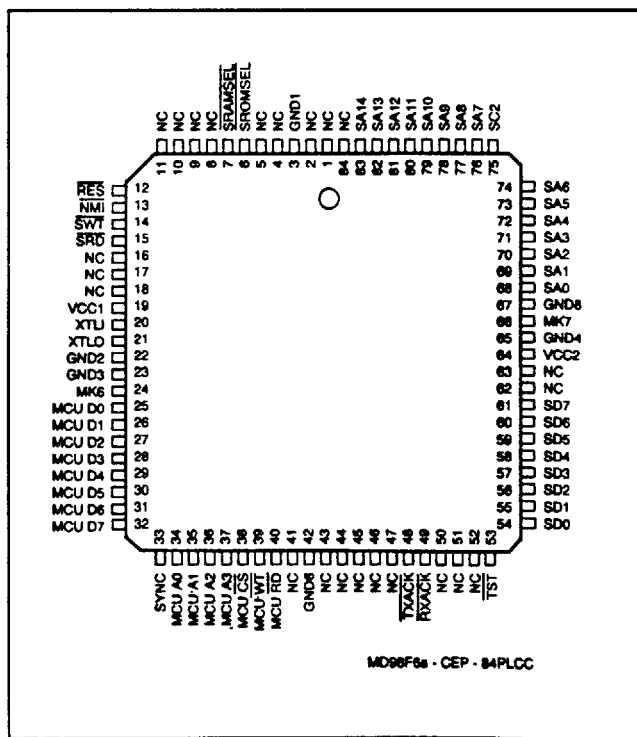 NC
NC
NC
NC
SRAMSEL
SROMSEL
NC
NC
GND1
NC
NC
NC
SA14
SA13
SA12
SA11
SA10
SA9
SA8
SA7
SC2
11 10 9 8 7 6 5 4 3 2 1 84 83 82 81 80 79 78 77 76 75
RES 12
NMI 13
SWT 14
SRD 15
NC 16
NC 17
NC 18
VCC1 19
XTLI 20
XTLO 21
GND2 22
GND3 23
MK6 24
MCU D0 25
MCU D1 26
MCU D2 27
MCU D3 28
MCU D4 29
MCU D5 30
MCU D6 31
MCU D7 32
74 SA6
73 SA5
72 SA4
71 SA3
70 SA2
69 SA1
68 SA0
67 GND8
66 MK7
65 GND4
64 VCC2
63 NC
62 NC
61 SD7
60 SD6
59 SD5
58 SD4
57 SD3
56 SD2
55 SD1
54 SD0
33 34 35 36 37 38 39 40 41 42 43 44 45 46 47 48 49 50 51 52 53
SYNC
MCU A0
MCU A1
MCU A2
MCU A3
MCU CS
MCU WT
MCU RD
NC
GND6
NC
NC
NC
NC
NC
TXACK
RXACK
NC
NC
NC
TST
MD98F6a - CEP - 84PLCC